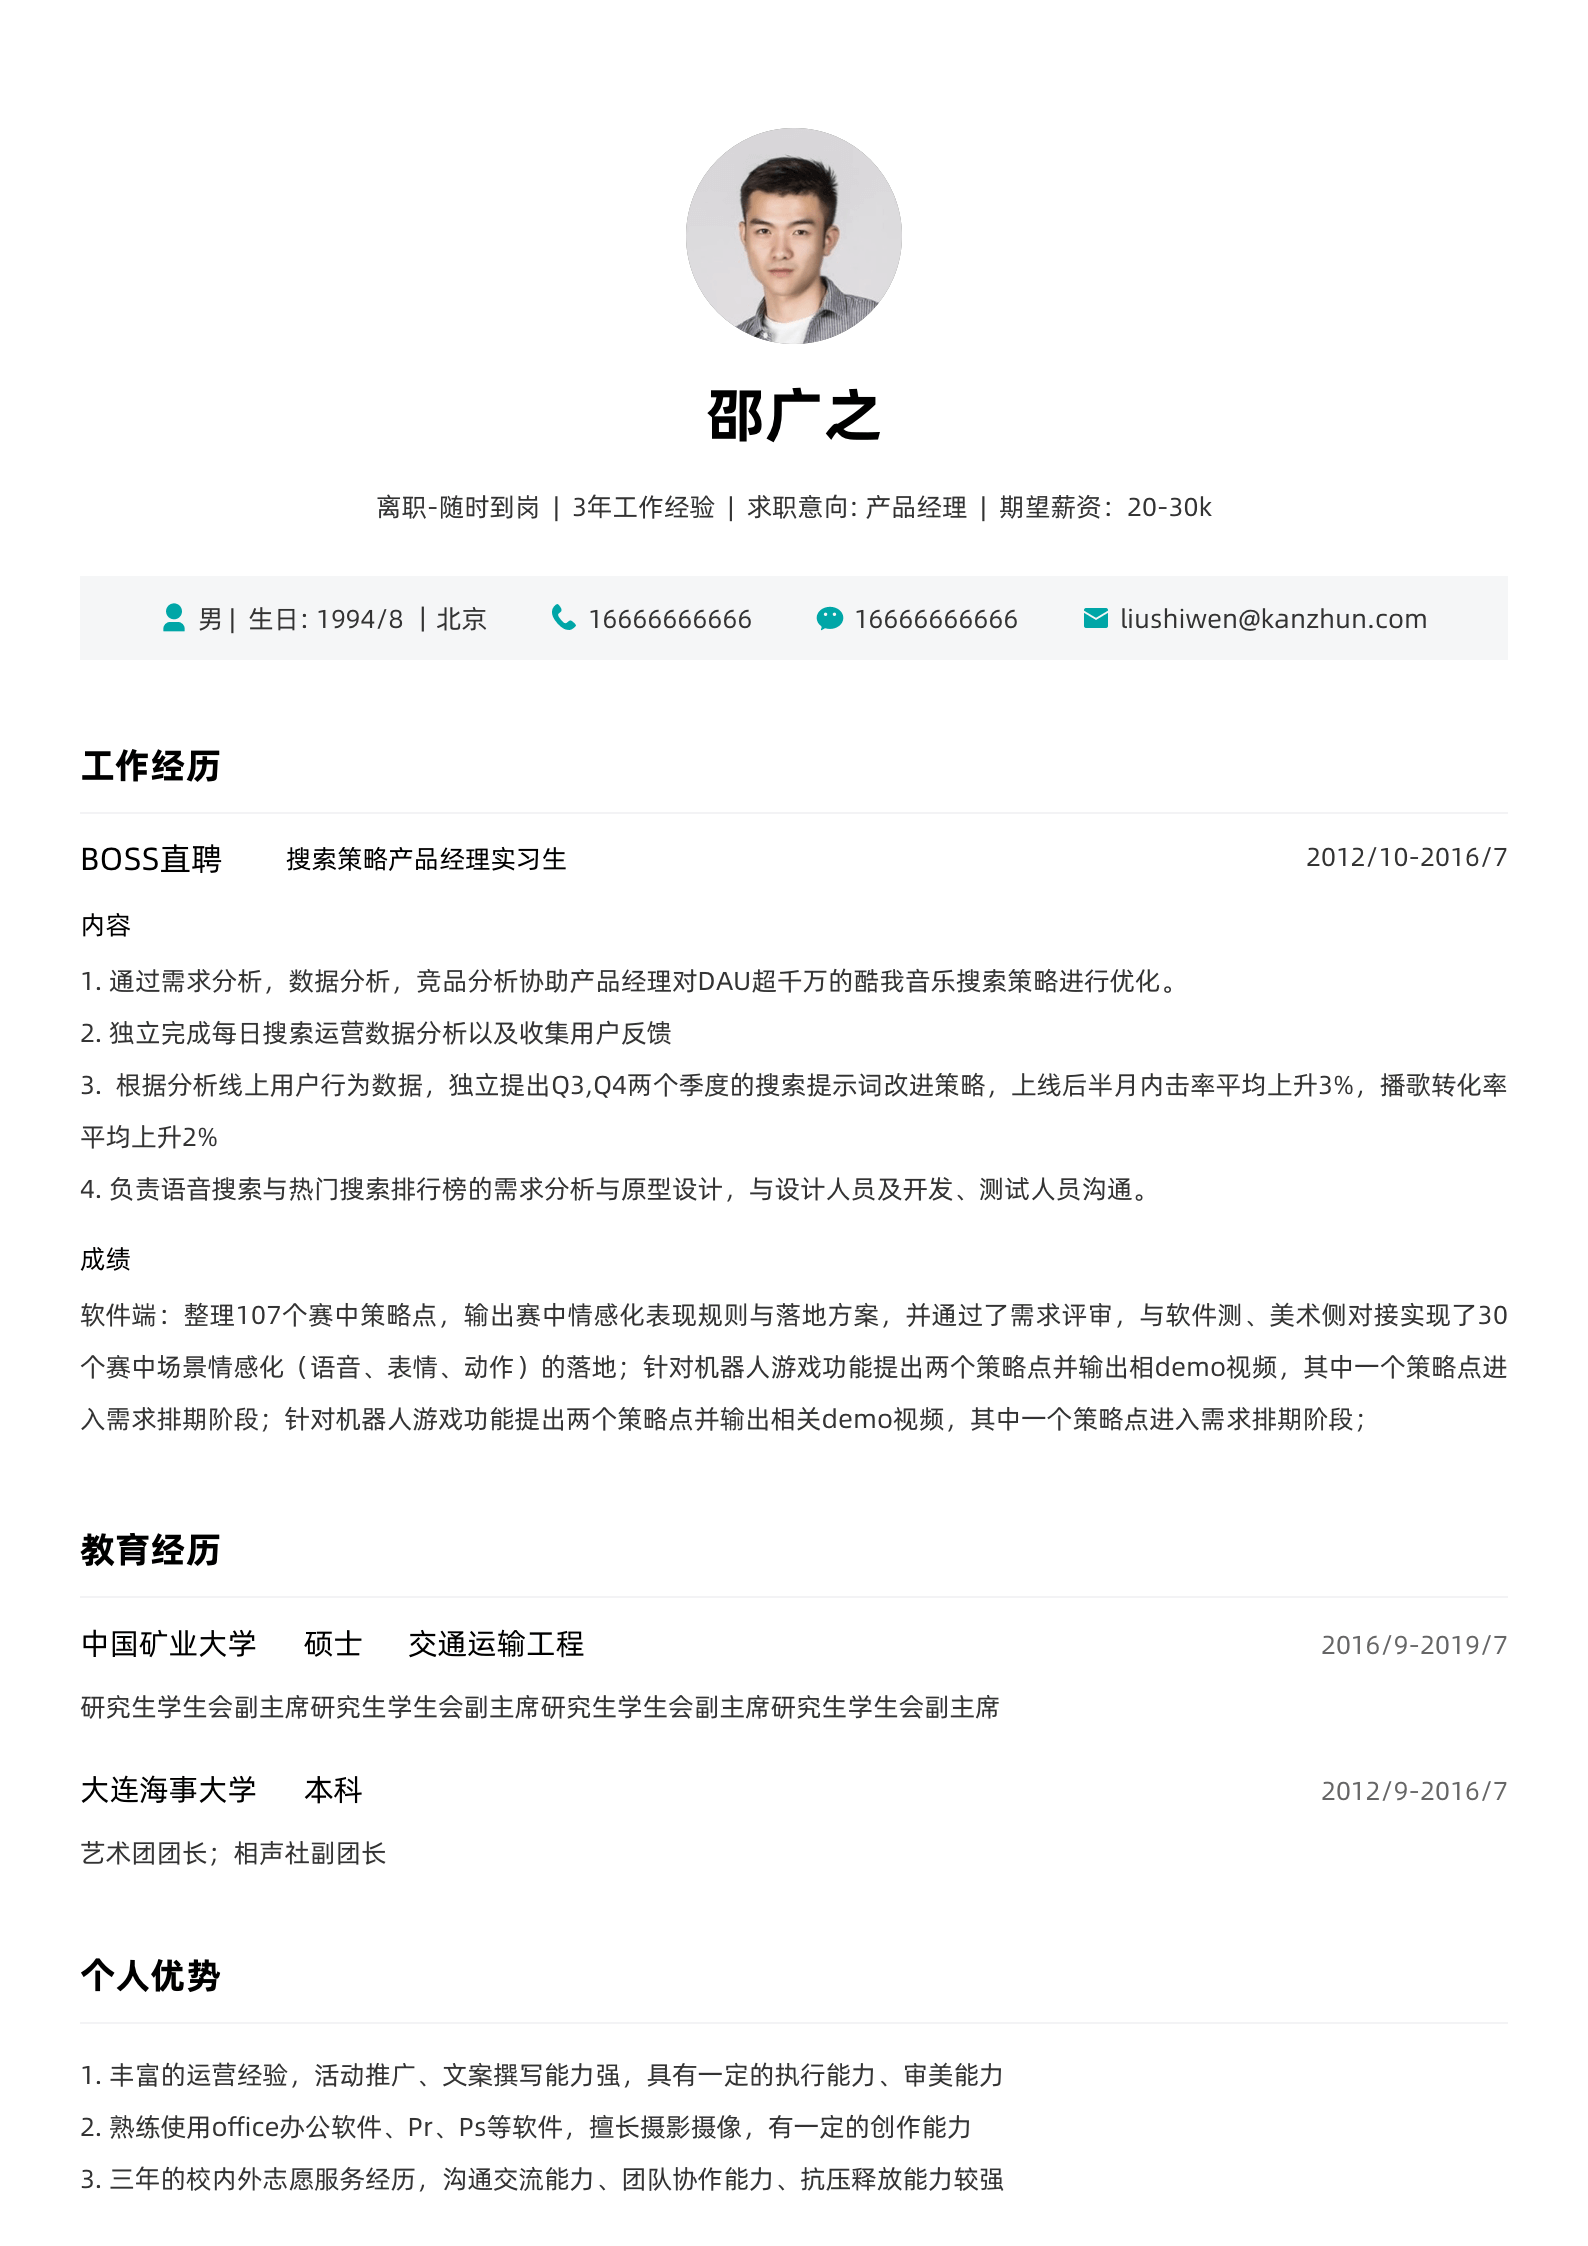 邵广之
离职-随时到岗 | 3年工作经验 | 求职意向: 产品经理 | 期望薪资：20-30k
男 | 生日: 1994/8 | 北京 16666666666 16666666666 liushiwen@kanzhun.com
工作经历
BOSS直聘 搜索策略产品经理实习生 2012/10-2016/7
内容
1. 通过需求分析，数据分析，竞品分析协助产品经理对DAU超千万的酷我音乐搜索策略进行优化。
2. 独立完成每日搜索运营数据分析以及收集用户反馈
3. 根据分析线上用户行为数据，独立提出Q3,Q4两个季度的搜索提示词改进策略，上线后半月内击率平均上升3%，播歌转化率
平均上升2%
4. 负责语音搜索与热门搜索排行榜的需求分析与原型设计，与设计人员及开发、测试人员沟通。
成绩
软件端：整理107个赛中策略点，输出赛中情感化表现规则与落地方案，并通过了需求评审，与软件测、美术侧对接实现了30
个赛中场景情感化（语音、表情、动作）的落地；针对机器人游戏功能提出两个策略点并输出相demo视频，其中一个策略点进
入需求排期阶段；针对机器人游戏功能提出两个策略点并输出相关demo视频，其中一个策略点进入需求排期阶段；
教育经历
中国矿业大学 硕士 交通运输工程 2016/9-2019/7
研究生学生会副主席研究生学生会副主席研究生学生会副主席研究生学生会副主席
大连海事大学 本科 2012/9-2016/7
艺术团团长；相声社副团长
个人优势
1. 丰富的运营经验，活动推广、文案撰写能力强，具有一定的执行能力、审美能力
2. 熟练使用office办公软件、Pr、Ps等软件，擅长摄影摄像，有一定的创作能力
3. 三年的校内外志愿服务经历，沟通交流能力、团队协作能力、抗压释放能力较强